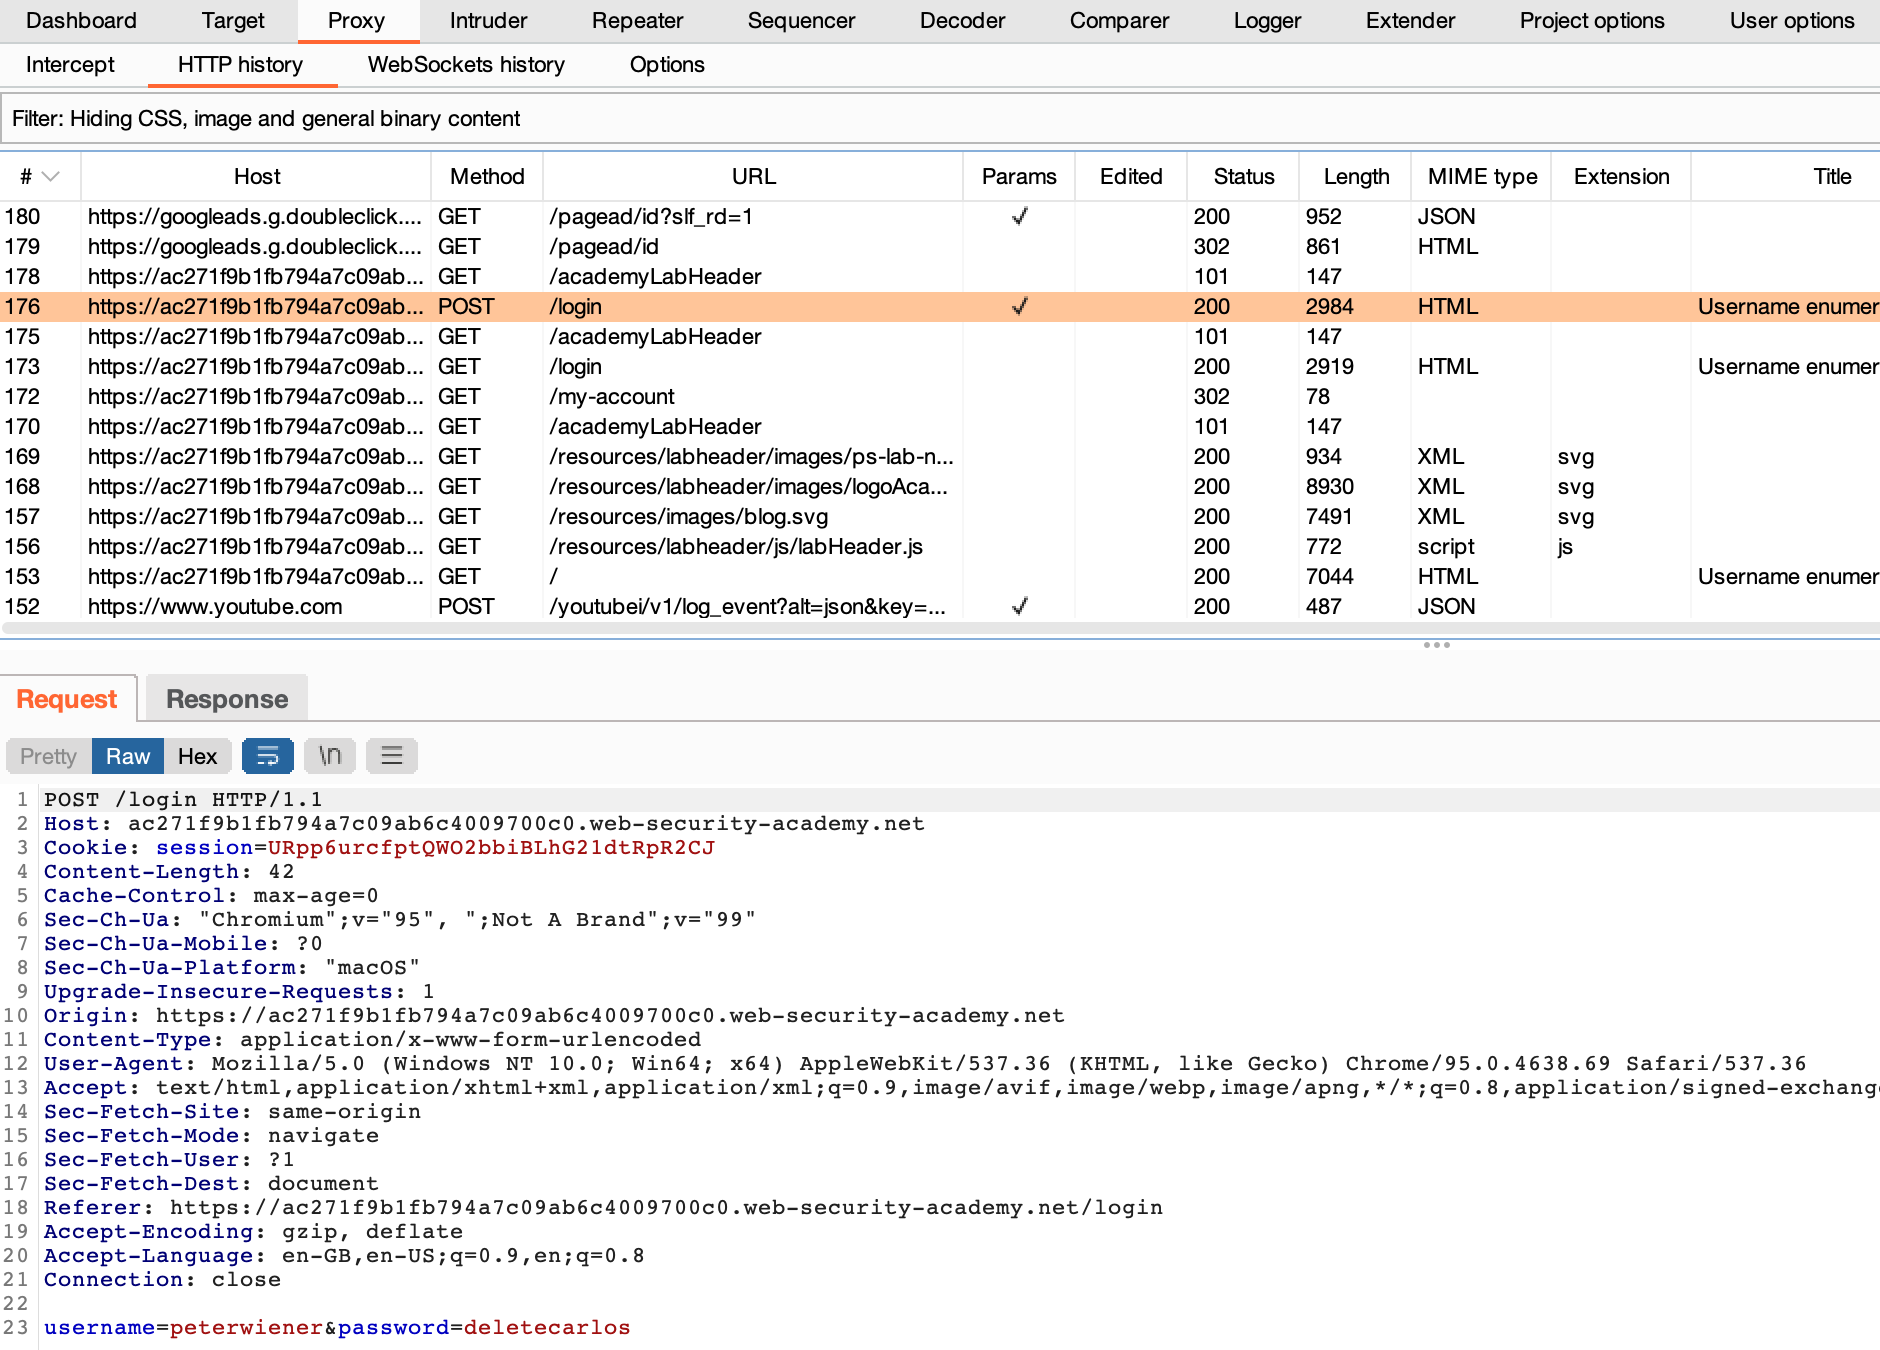 Dashboard Target Proxy Intruder Repeater Sequencer Decoder Comparer Logger Extender Project options User options
Intercept HTTP history WebSockets history Options
Filter: Hiding CSS, image and general binary content
# Host Method URL Params Edited Status Length MIME type Extension Title
180 https://googleads.g.doubleclick.... GET /pagead/id?slf_rd=1 ✓ 200 952 JSON
179 https://googleads.g.doubleclick.... GET /pagead/id 302 861 HTML
178 https://ac271f9b1fb794a7c09ab... GET /academyLabHeader 101 147
176 https://ac271f9b1fb794a7c09ab... POST /login ✓ 200 2984 HTML Username enumer
175 https://ac271f9b1fb794a7c09ab... GET /academyLabHeader 101 147
173 https://ac271f9b1fb794a7c09ab... GET /login 200 2919 HTML Username enumer
172 https://ac271f9b1fb794a7c09ab... GET /my-account 302 78
170 https://ac271f9b1fb794a7c09ab... GET /academyLabHeader 101 147
169 https://ac271f9b1fb794a7c09ab... GET /resources/labheader/images/ps-lab-n... 200 934 XML svg
168 https://ac271f9b1fb794a7c09ab... GET /resources/labheader/images/logoAca... 200 8930 XML svg
157 https://ac271f9b1fb794a7c09ab... GET /resources/images/blog.svg 200 7491 XML svg
156 https://ac271f9b1fb794a7c09ab... GET /resources/labheader/js/labHeader.js 200 772 script js
153 https://ac271f9b1fb794a7c09ab... GET / 200 7044 HTML Username enumer
152 https://www.youtube.com POST /youtubei/v1/log_event?alt=json&key=... ✓ 200 487 JSON
Request Response
Pretty Raw Hex \n
1 POST /login HTTP/1.1
2 Host: ac271f9b1fb794a7c09ab6c4009700c0.web-security-academy.net
3 Cookie: session=URpp6urcfptQWO2bbiBLhG21dtRpR2CJ
4 Content-Length: 42
5 Cache-Control: max-age=0
6 Sec-Ch-Ua: "Chromium";v="95", ";Not A Brand";v="99"
7 Sec-Ch-Ua-Mobile: ?0
8 Sec-Ch-Ua-Platform: "macOS"
9 Upgrade-Insecure-Requests: 1
10 Origin: https://ac271f9b1fb794a7c09ab6c4009700c0.web-security-academy.net
11 Content-Type: application/x-www-form-urlencoded
12 User-Agent: Mozilla/5.0 (Windows NT 10.0; Win64; x64) AppleWebKit/537.36 (KHTML, like Gecko) Chrome/95.0.4638.69 Safari/537.36
13 Accept: text/html,application/xhtml+xml,application/xml;q=0.9,image/avif,image/webp,image/apng,*/*;q=0.8,application/signed-exchang
14 Sec-Fetch-Site: same-origin
15 Sec-Fetch-Mode: navigate
16 Sec-Fetch-User: ?1
17 Sec-Fetch-Dest: document
18 Referer: https://ac271f9b1fb794a7c09ab6c4009700c0.web-security-academy.net/login
19 Accept-Encoding: gzip, deflate
20 Accept-Language: en-GB,en-US;q=0.9,en;q=0.8
21 Connection: close
22
23 username=peterwiener&password=deletecarlos